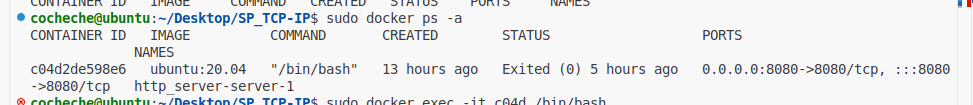 CONTAINER ID   IMAGE     COMMAND   CREATED   STATUS    PORTS     NAMES
cocheche@ubuntu:~/Desktop/SP_TCP-IP$ sudo docker ps -a
CONTAINER ID   IMAGE          COMMAND       CREATED        STATUS                   PORTS
             NAMES
c04d2de598e6   ubuntu:20.04   "/bin/bash"   13 hours ago   Exited (0) 5 hours ago   0.0.0.0:8080->8080/tcp, :::8080
->8080/tcp   http_server-server-1
cocheche@ubuntu:~/Desktop/SP_TCP-IP$ sudo docker exec -it c04d /bin/bash